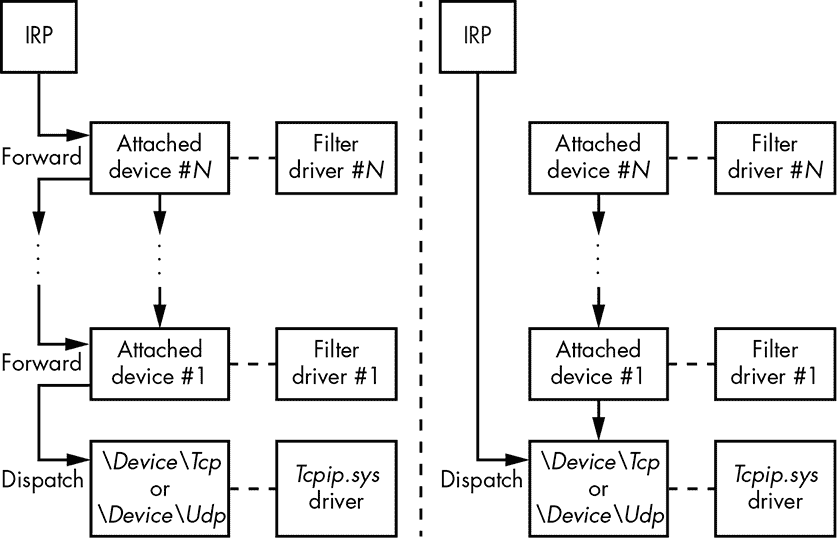 IRP
Forward
Attached
device #N
Filter
driver #N
Forward
Attached
device #1
Filter
driver #1
Dispatch
\Device\Tcp
or
\Device\Udp
Tcpip.sys
driver
IRP
Attached
device #N
Filter
driver #N
Attached
device #1
Filter
driver #1
Dispatch
\Device\Tcp
or
\Device\Udp
Tcpip.sys
driver